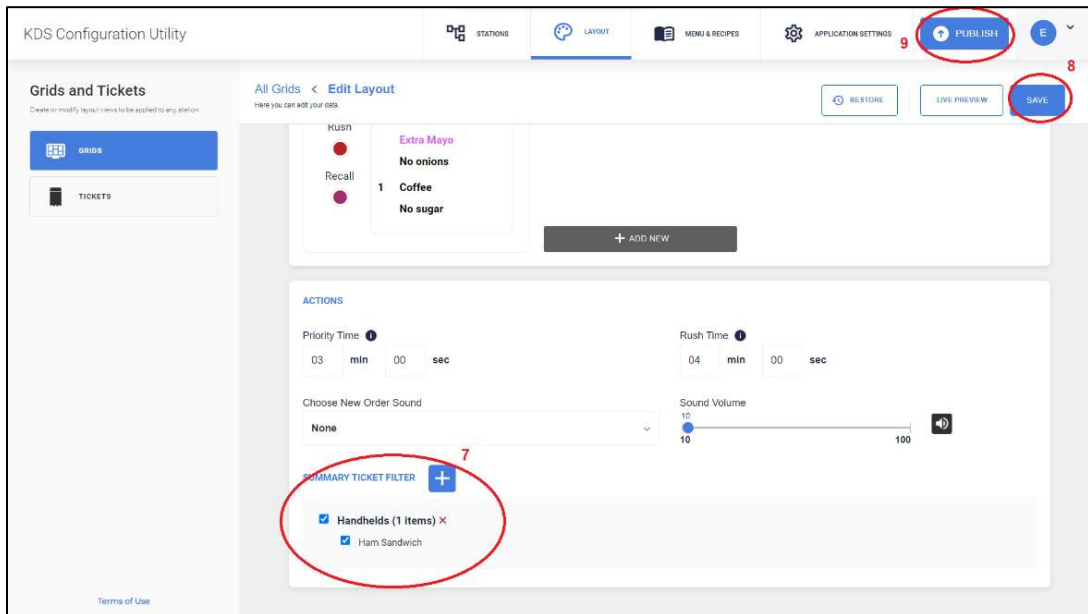 KDS Configuration Utility
STATIONS
LAYOUT
MENU & RECIPES
APPLICATION SETTINGS
9
PUBLISH
E
8
Grids and Tickets
Create or modify layout views to be applied to any station
GRIDS
TICKETS
All Grids < Edit Layout
Here you can edit your data.
RESTORE
LIVE PREVIEW
SAVE
Rush
Extra Mayo
No onions
Recall
1 Coffee
No sugar
+ ADD NEW
ACTIONS
Priority Time
03 min 00 sec
Rush Time
04 min 00 sec
Choose New Order Sound
None
Sound Volume
10
10 100
7
SUMMARY TICKET FILTER +
Handhelds (1 items) ×
Ham Sandwich
Terms of Use